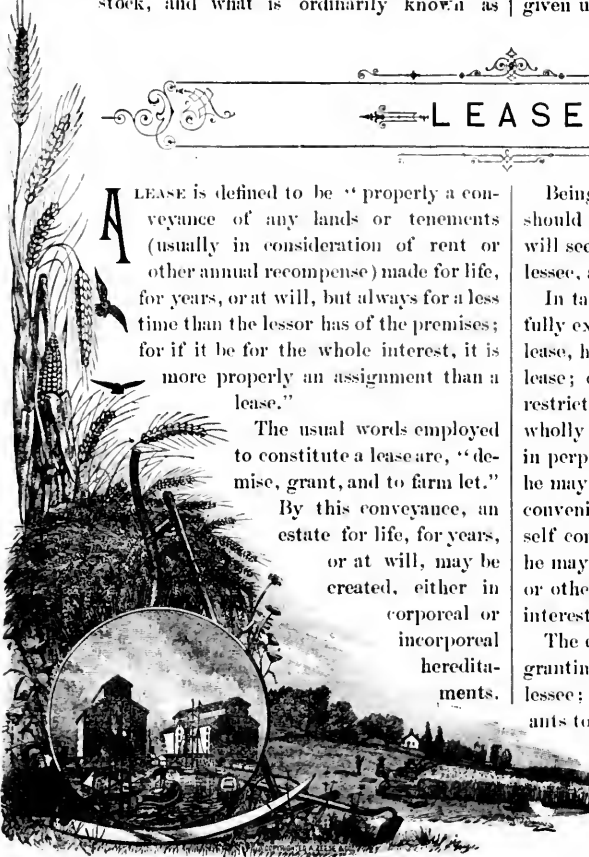 stock, and what is ordinarily known as
given u
LEASE
A LEASE is defined to be "properly a con-
veyance of any lands or tenements
(usually in consideration of rent or
other annual recompense) made for life,
for years, or at will, but always for a less
time than the lessor has of the premises;
for if it be for the whole interest, it is
more properly an assignment than a
lease."
The usual words employed
to constitute a lease are, "de-
mise, grant, and to farm let."
By this conveyance, an
estate for life, for years,
or at will, may be
created, either in
corporeal or
incorporeal
heredita-
ments.
Being
should
will see
lessee, a
In ta
fully ex
lease, h
lease; 
restrict
wholly
in perp
he may
conveni
self con
he may
or othe
interest
The
grantin
lessee;
ants to